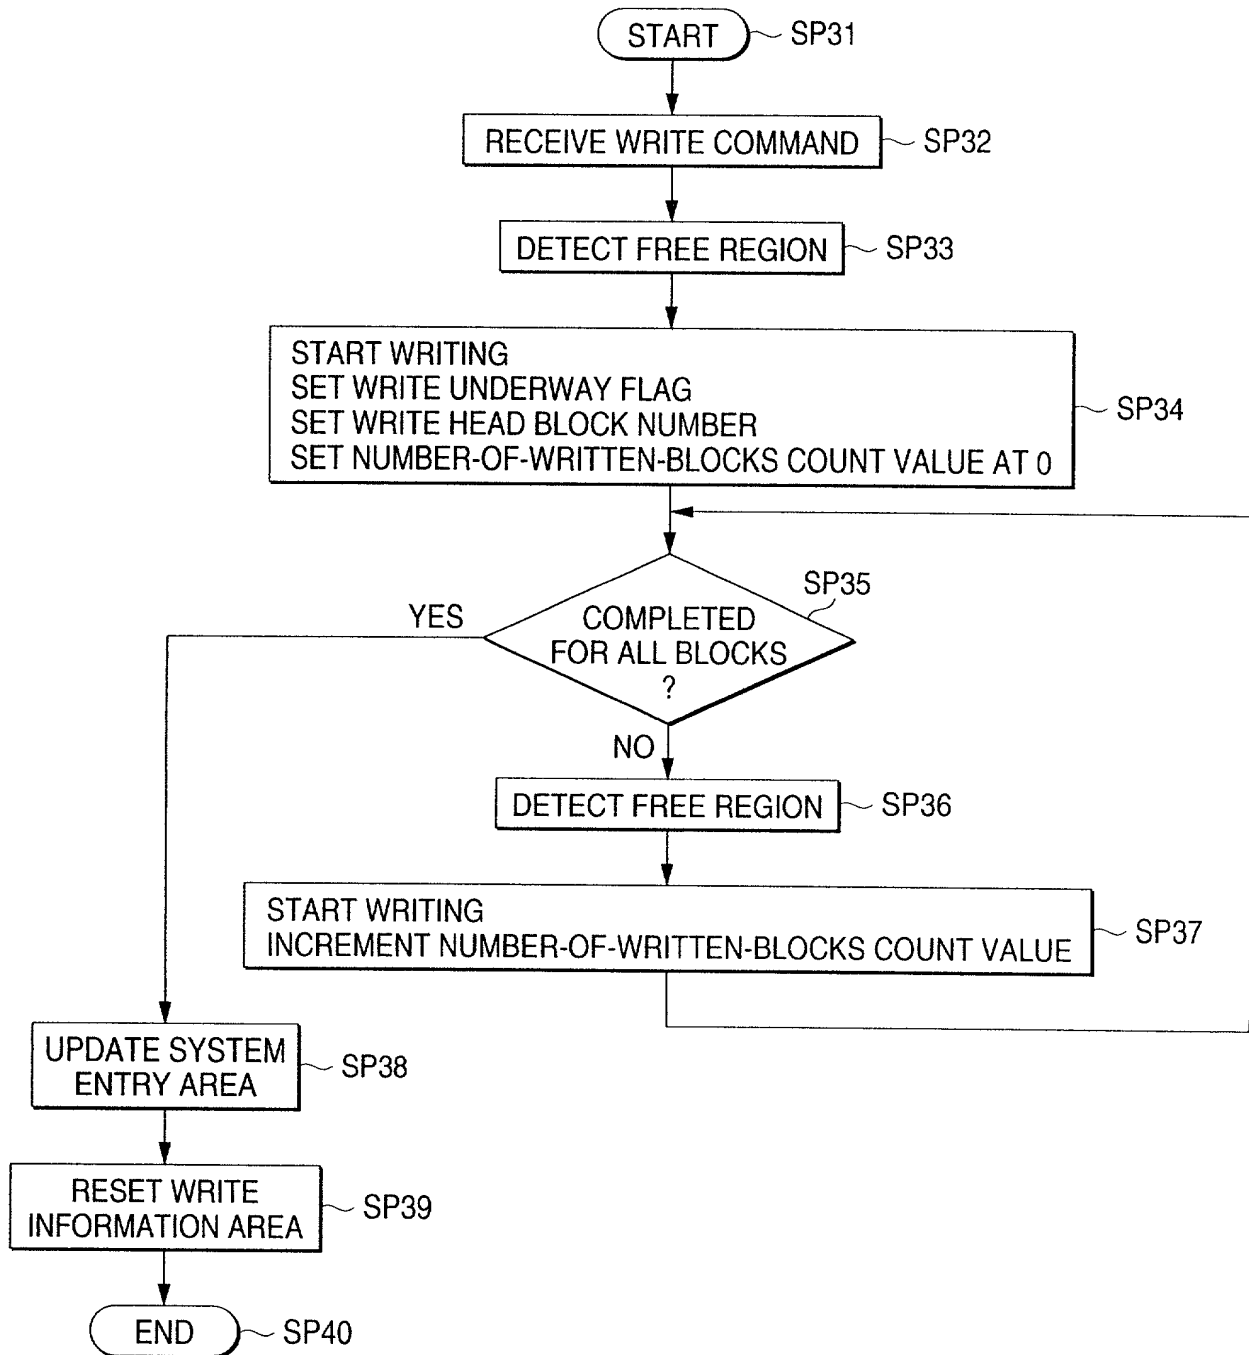 START
SP31
RECEIVE WRITE COMMAND
SP32
DETECT FREE REGION
SP33
START WRITING
SET WRITE UNDERWAY FLAG
SET WRITE HEAD BLOCK NUMBER
SET NUMBER-OF-WRITTEN-BLOCKS COUNT VALUE AT 0
SP34
SP35
YES
COMPLETED
FOR ALL BLOCKS
?
NO
DETECT FREE REGION
SP36
START WRITING
INCREMENT NUMBER-OF-WRITTEN-BLOCKS COUNT VALUE
SP37
UPDATE SYSTEM
ENTRY AREA
SP38
RESET WRITE
INFORMATION AREA
SP39
END
SP40